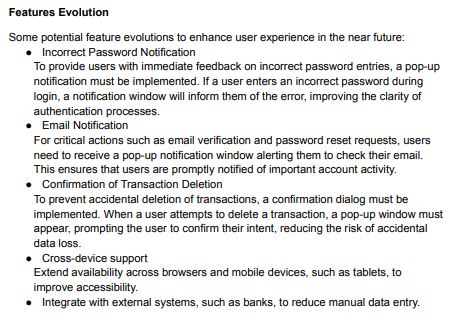 Features Evolution
Some potential feature evolutions to enhance user experience in the near future:
● Incorrect Password Notification
To provide users with immediate feedback on incorrect password entries, a pop-up
notification must be implemented. If a user enters an incorrect password during
login, a notification window will inform them of the error, improving the clarity of
authentication processes.
● Email Notification
For critical actions such as email verification and password reset requests, users
need to receive a pop-up notification window alerting them to check their email.
This ensures that users are promptly notified of important account activity.
● Confirmation of Transaction Deletion
To prevent accidental deletion of transactions, a confirmation dialog must be
implemented. When a user attempts to delete a transaction, a pop-up window must
appear, prompting the user to confirm their intent, reducing the risk of accidental
data loss.
● Cross-device support
Extend availability across browsers and mobile devices, such as tablets, to
improve accessibility.
● Integrate with external systems, such as banks, to reduce manual data entry.